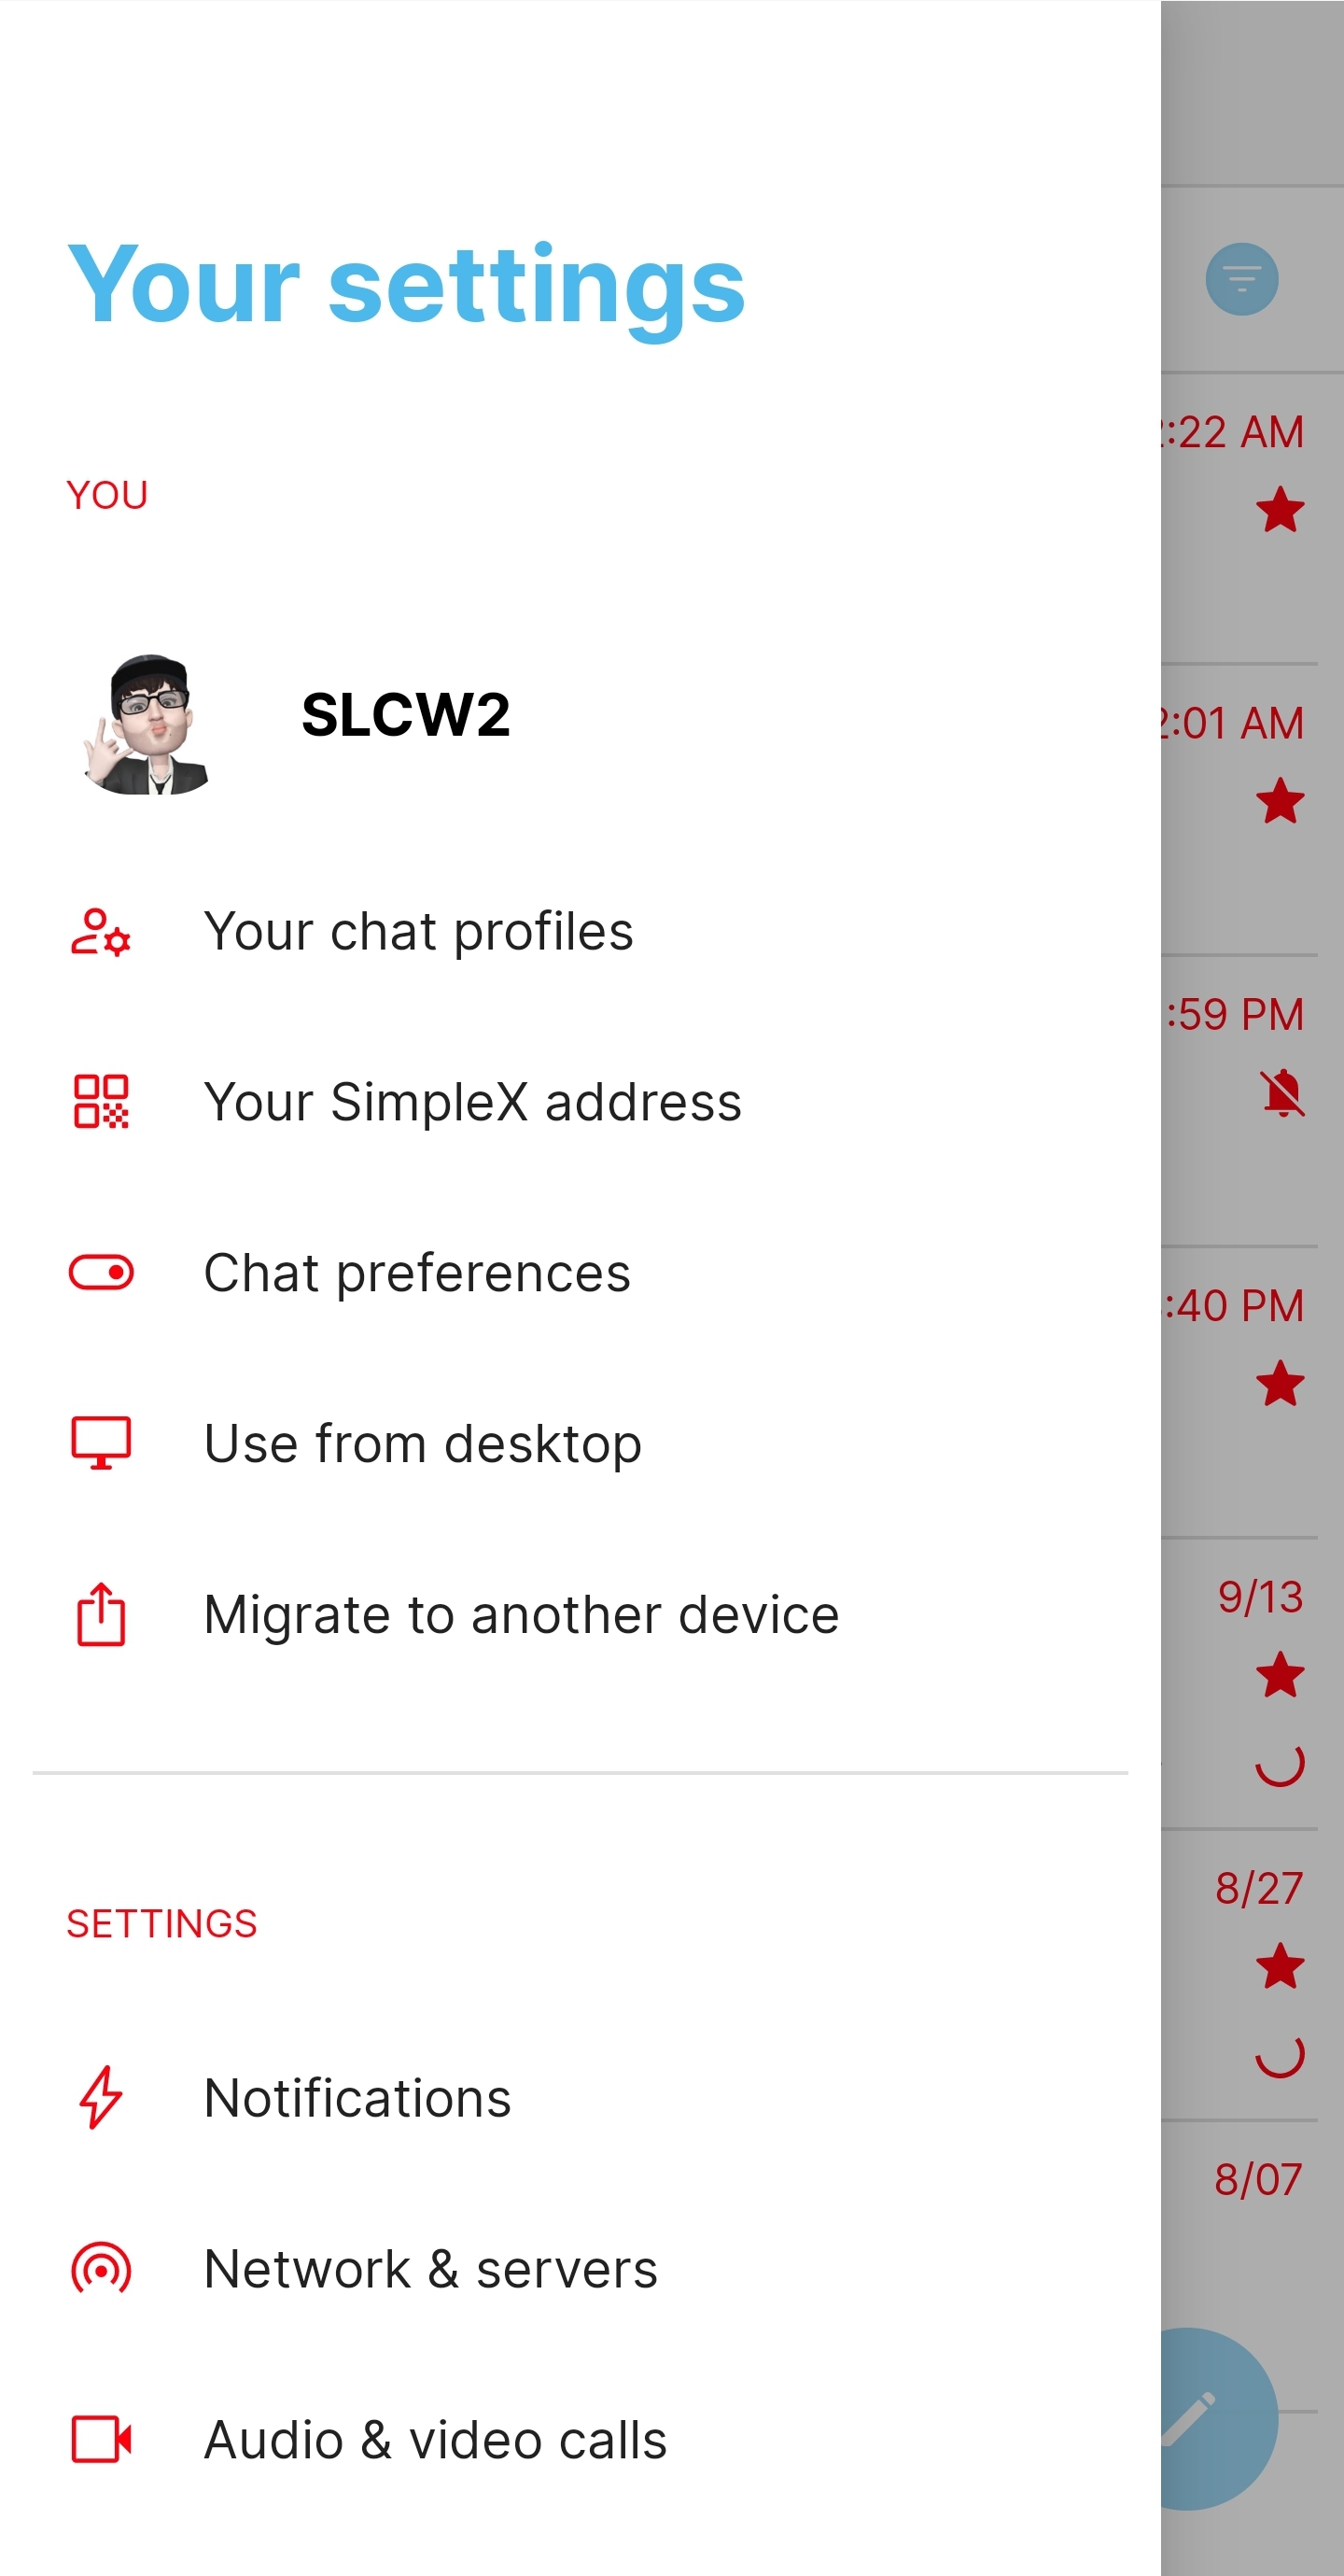 Your settings
YOU
SLCW2
Your chat profiles
Your SimpleX address
Chat preferences
Use from desktop
Migrate to another device
SETTINGS
Notifications
Network & servers
Audio & video calls
:22 AM
2:01 AM
:59 PM
:40 PM
9/13
8/27
8/07